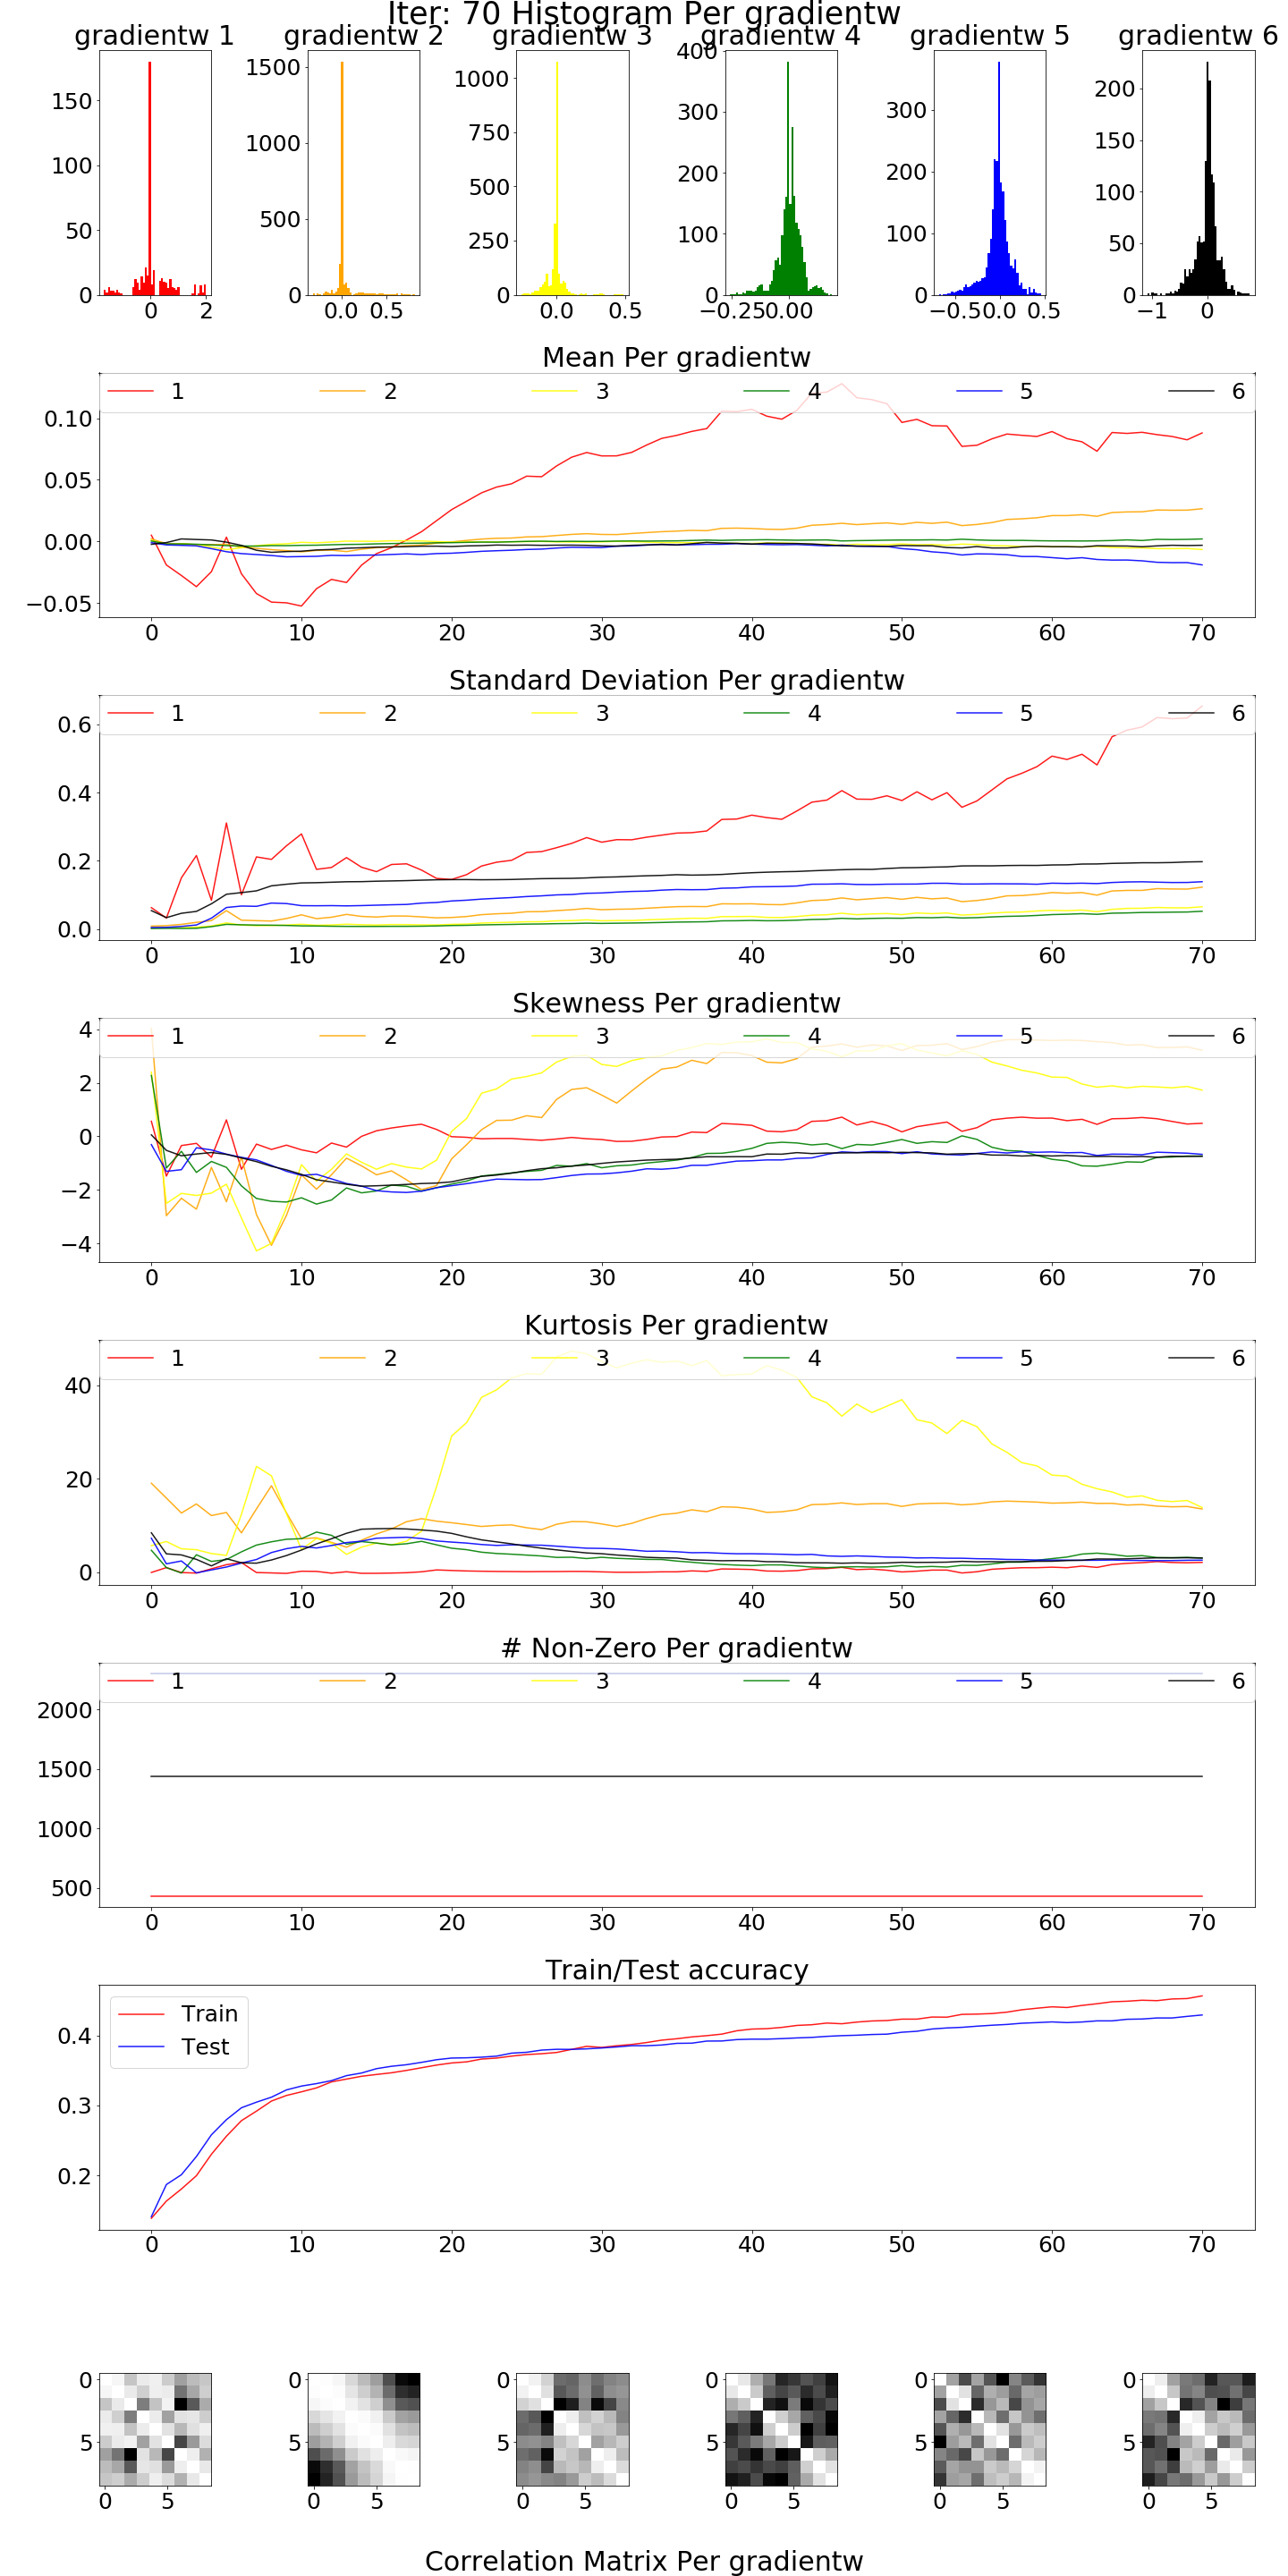 Iter: 70 Histogram Per gradientw
gradientw 1 gradientw 2 gradientw 3 gradientw 4 gradientw 5 gradientw 6
150 100 50 0
0 2
1500 1000 500 0
0.0 0.5
1000 750 500 250 0
0.0 0.5
400 300 200 100 0
−0.25 0.00
300 200 100 0
−0.5 0.0 0.5
200 150 100 50 0
−1 0
Mean Per gradientw
1 2 3 4 5 6
0.10
0.05
0.00
−0.05
0 10 20 30 40 50 60 70
Standard Deviation Per gradientw
1 2 3 4 5 6
0.6
0.4
0.2
0.0
0 10 20 30 40 50 60 70
Skewness Per gradientw
1 2 3 4 5 6
4
2
0
−2
−4
0 10 20 30 40 50 60 70
Kurtosis Per gradientw
1 2 3 4 5 6
40
20
0
0 10 20 30 40 50 60 70
# Non-Zero Per gradientw
1 2 3 4 5 6
2000
1500
1000
500
0 10 20 30 40 50 60 70
Train/Test accuracy
Train
Test
0.4
0.3
0.2
0 10 20 30 40 50 60 70
0 0 0 0 0 0
5 5 5 5 5 5
0 5 0 5 0 5 0 5 0 5 0 5
Correlation Matrix Per gradientw